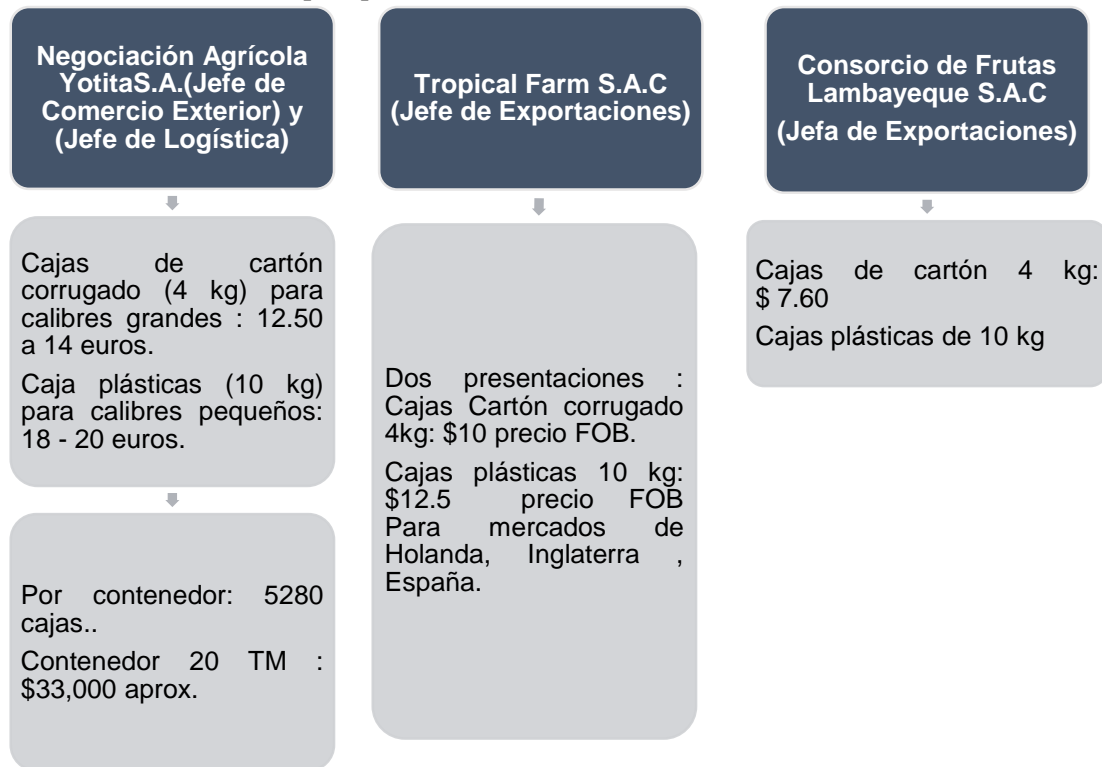 Negociación Agrícola
YotitaS.A.(Jefe de
Comercio Exterior) y
(Jefe de Logística)
Cajas de cartón
corrugado (4 kg) para
calibres grandes : 12.50
a 14 euros.
Caja plásticas (10 kg)
para calibres pequeños:
18 - 20 euros.
Por contenedor: 5280
cajas..
Contenedor 20 TM :
$33,000 aprox.
Tropical Farm S.A.C
(Jefe de Exportaciones)
Dos presentaciones :
Cajas Cartón corrugado
4kg: $10 precio FOB.
Cajas plásticas 10 kg:
$12.5 precio FOB
Para mercados de
Holanda, Inglaterra ,
España.
Consorcio de Frutas
Lambayeque S.A.C
(Jefa de Exportaciones)
Cajas de cartón 4 kg:
$ 7.60
Cajas plásticas de 10 kg